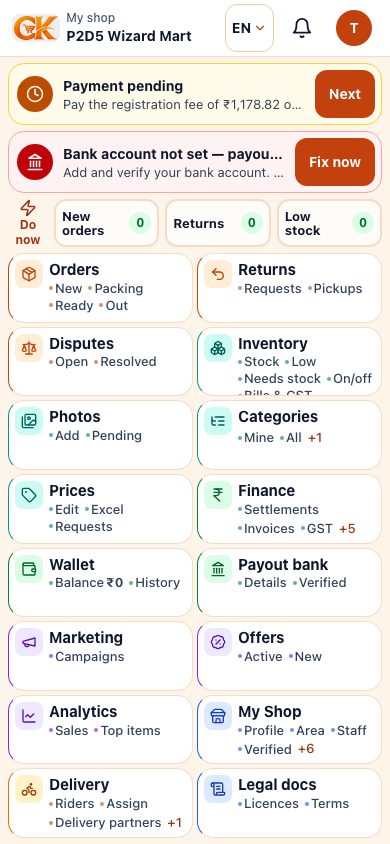 GK
My shop
P2D5 Wizard Mart
EN
T
Payment pending
Pay the registration fee of ₹1,178.82 o...
Next
Bank account not set — payou...
Add and verify your bank account. ...
Fix now
Do now
New orders 0
Returns 0
Low stock 0
Orders
New Packing
Ready Out
Returns
Requests Pickups
Disputes
Open Resolved
Inventory
Stock Low
Needs stock On/off
Bills & GST
Photos
Add Pending
Categories
Mine All +1
Prices
Edit Excel
Requests
Finance
Settlements
Invoices GST +5
Wallet
Balance ₹0 History
Payout bank
Details Verified
Marketing
Campaigns
Offers
Active New
Analytics
Sales Top items
My Shop
Profile Area Staff
Verified +6
Delivery
Riders Assign
Delivery partners +1
Legal docs
Licences Terms